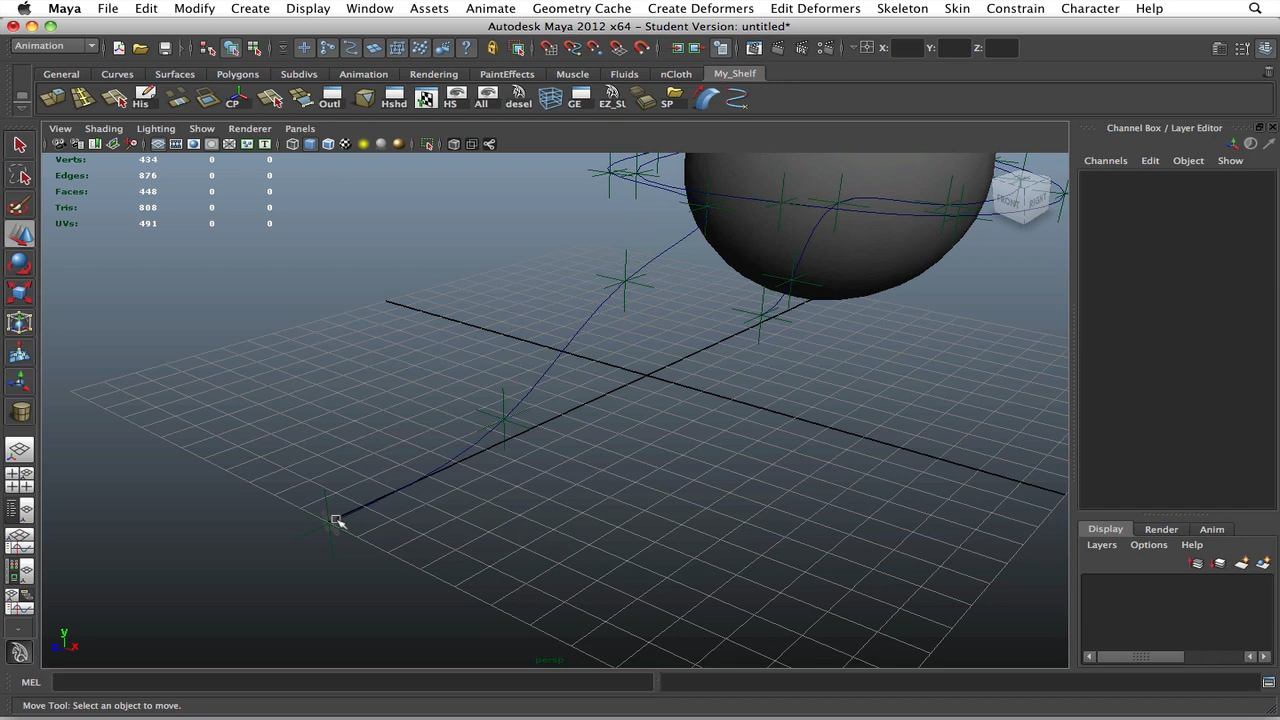 Maya File Edit Modify Create Display Window Assets Animate Geometry Cache Create Deformers Edit Deformers Skeleton Skin Constrain Character Help
Autodesk Maya 2012 x64 - Student Version: untitled*
Animation X: Y: Z:
General Curves Surfaces Polygons Subdivs Animation Rendering PaintEffects Muscle Fluids nCloth My_Shelf
His CP Outl Hshd HS All desel GE EZ_SL SP
View Shading Lighting Show Renderer Panels
Channel Box / Layer Editor
Channels Edit Object Show
Verts: 434 0 0
Edges: 876 0 0
Faces: 448 0 0
Tris: 808 0 0
UVs: 491 0 0
FRONT RIGHT
Display Render Anim
Layers Options Help
y
x
persp
MEL
Move Tool: Select an object to move.